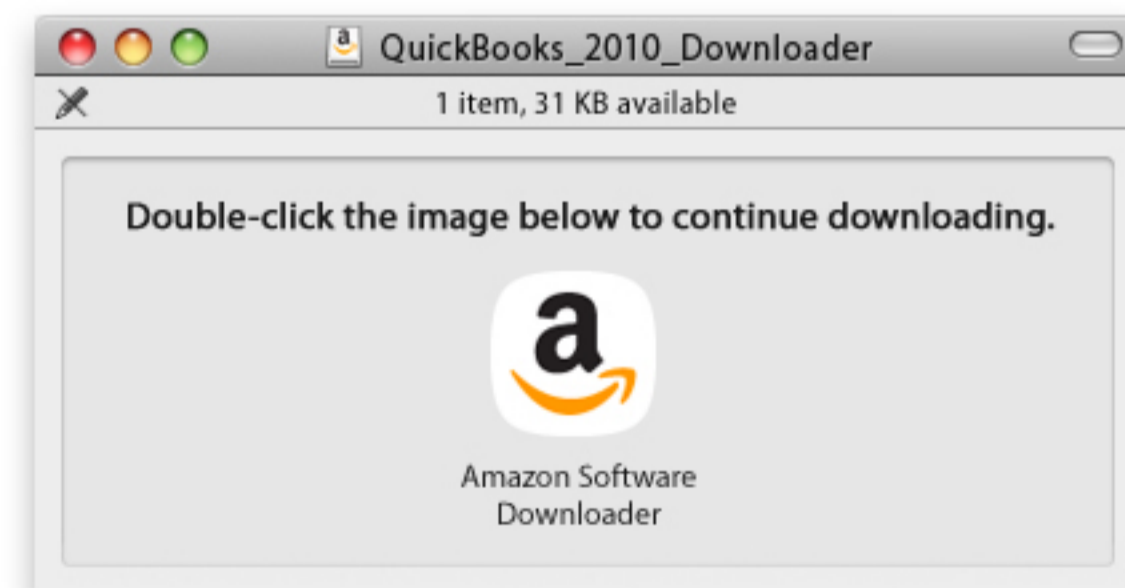 QuickBooks_2010_Downloader
1 item, 31 KB available
Double-click the image below to continue downloading.
a
Amazon Software
Downloader